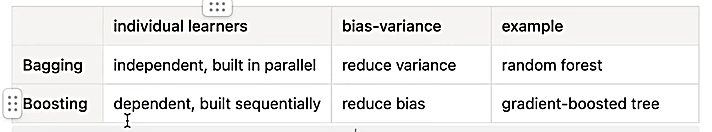 individual learners bias-variance example
Bagging independent, built in parallel reduce variance random forest
Boosting dependent, built sequentially reduce bias gradient-boosted tree